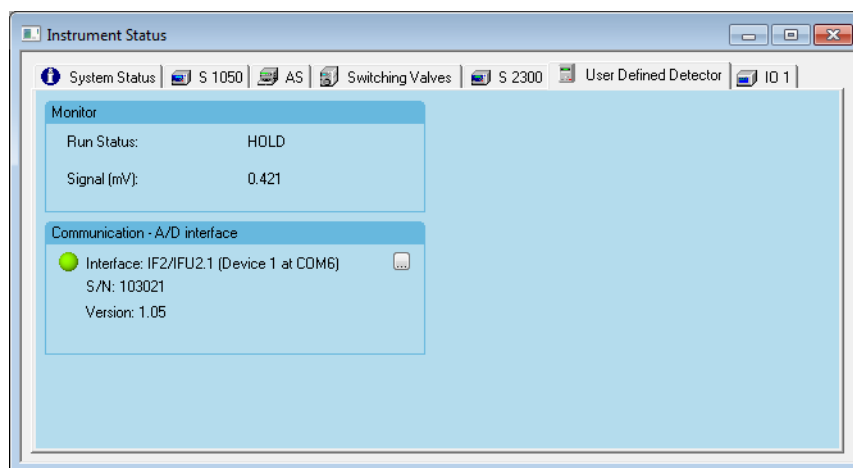 Instrument Status
System Status S 1050 AS Switching Valves S 2300 User Defined Detector IO 1
Monitor
Run Status: HOLD
Signal (mV): 0.421
Communication - A/D interface
Interface: IF2/IFU2.1 (Device 1 at COM6) ...
S/N: 103021
Version: 1.05